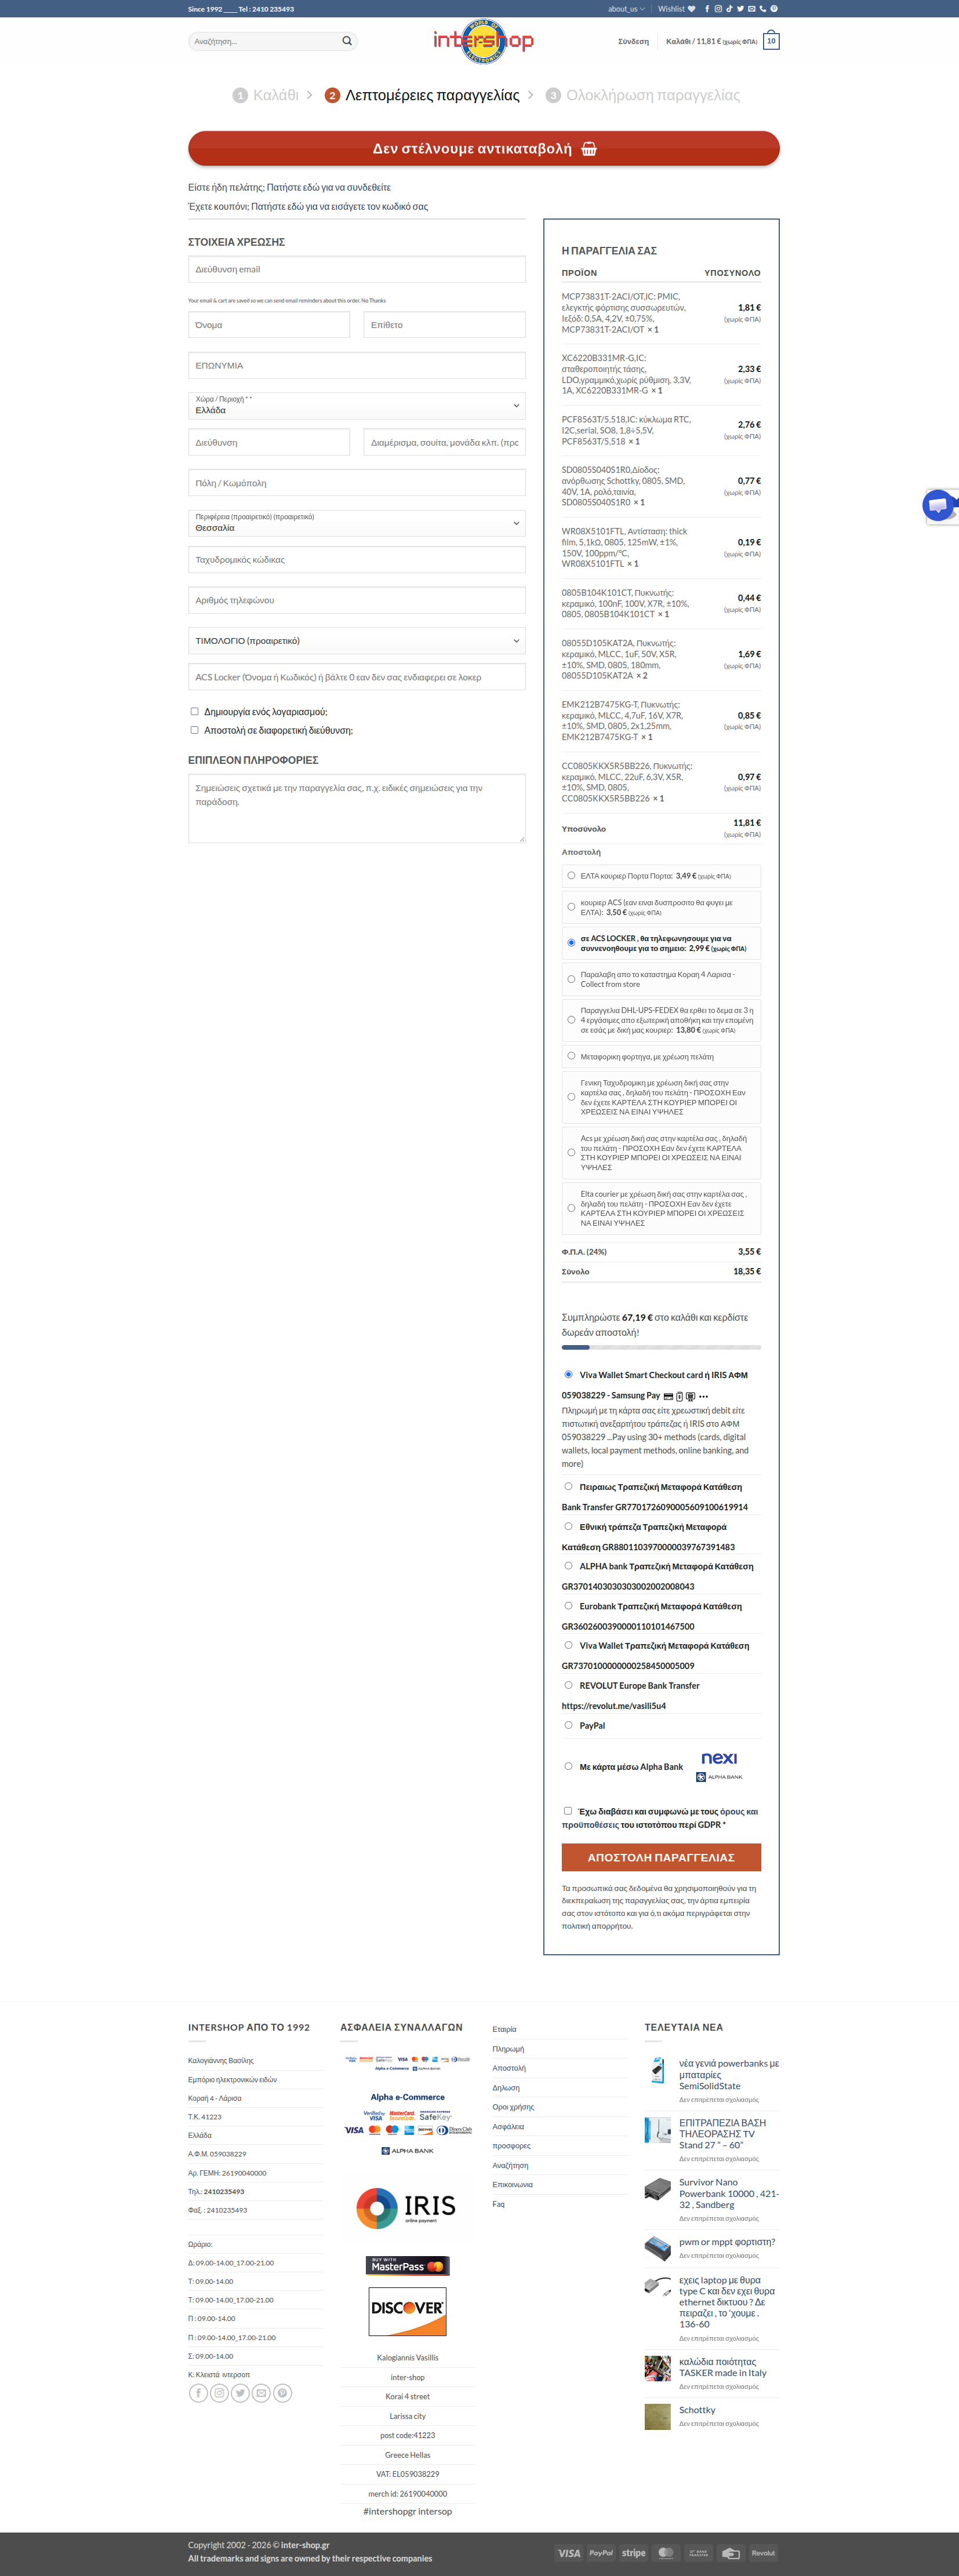 Since 1992 _____ Tel : 2410 235493
about_us
Wishlist
Αναζήτηση...
intershop
Σύνδεση
Καλάθι / 11,81 € (χωρίς ΦΠΑ)
10
1 Καλάθι
2 Λεπτομέρειες παραγγελίας
3 Ολοκλήρωση παραγγελίας
Δεν στέλνουμε αντικαταβολή
Είστε ήδη πελάτης; Πατήστε εδώ για να συνδεθείτε
Έχετε κουπόνι; Πατήστε εδώ για να εισάγετε τον κωδικό σας
ΣΤΟΙΧΕΙΑ ΧΡΕΩΣΗΣ
Διεύθυνση email
Your email & cart are saved so we can send email reminders about this order. No Thanks
Όνομα
Επίθετο
ΕΠΩΝΥΜΙΑ
Χώρα / Περιοχή * *
Ελλάδα
Διεύθυνση
Διαμέρισμα, σουίτα, μονάδα κλπ. (προ
Πόλη / Κωμόπολη
Περιφέρεια (προαιρετικό) (προαιρετικό)
Θεσσαλία
Ταχυδρομικός κώδικας
Αριθμός τηλεφώνου
ΤΙΜΟΛΟΓΙΟ (προαιρετικό)
ACS Locker (Όνομα ή Κωδικός) ή βάλτε 0 εαν δεν σας ενδιαφερει σε λοκερ
Δημιουργία ενός λογαριασμού;
Αποστολή σε διαφορετική διεύθυνση;
ΕΠΙΠΛΕΟΝ ΠΛΗΡΟΦΟΡΙΕΣ
Σημειώσεις σχετικά με την παραγγελία σας, π.χ. ειδικές σημειώσεις για την
παράδοση.
Η ΠΑΡΑΓΓΕΛΙΑ ΣΑΣ
ΠΡΟΪΟΝ
ΥΠΟΣΥΝΟΛΟ
MCP73831T-2ACI/OT,IC: PMIC,
ελεγκτής φόρτισης συσσωρευτών,
Ιεξόδ: 0,5A, 4,2V, ±0,75%,
MCP73831T-2ACI/OT × 1
1,81 €
(χωρίς ΦΠΑ)
XC6220B331MR-G,IC:
σταθεροποιητής τάσης,
LDO,γραμμικό,χωρίς ρύθμιση, 3,3V,
1A, XC6220B331MR-G × 1
2,33 €
(χωρίς ΦΠΑ)
PCF8563T/5.518,IC: κύκλωμα RTC,
I2C,serial, SO8, 1,8÷5,5V,
PCF8563T/5,518 × 1
2,76 €
(χωρίς ΦΠΑ)
SD0805S040S1R0,Δίοδος:
ανόρθωσης Schottky, 0805, SMD,
40V, 1A, ρολό,ταινία,
SD0805S040S1R0 × 1
0,77 €
(χωρίς ΦΠΑ)
WR08X5101FTL, Αντίσταση: thick
film, 5,1kΩ, 0805, 125mW, ±1%,
150V, 100ppm/°C,
WR08X5101FTL × 1
0,19 €
(χωρίς ΦΠΑ)
0805B104K101CT, Πυκνωτής:
κεραμικό, 100nF, 100V, X7R, ±10%,
0805, 0805B104K101CT × 1
0,44 €
(χωρίς ΦΠΑ)
08055D105KAT2A, Πυκνωτής:
κεραμικό, MLCC, 1uF, 50V, X5R,
±10%, SMD, 0805, 180mm,
08055D105KAT2A × 2
1,69 €
(χωρίς ΦΠΑ)
EMK212B7475KG-T, Πυκνωτής:
κεραμικό, MLCC, 4,7uF, 16V, X7R,
±10%, SMD, 0805, 2x1,25mm,
EMK212B7475KG-T × 1
0,85 €
(χωρίς ΦΠΑ)
CC0805KKX5R5BB226, Πυκνωτής:
κεραμικό, MLCC, 22uF, 6,3V, X5R,
±10%, SMD, 0805,
CC0805KKX5R5BB226 × 1
0,97 €
(χωρίς ΦΠΑ)
Υποσύνολο
11,81 €
(χωρίς ΦΠΑ)
Αποστολή
ΕΛΤΑ κουριερ Πορτα Πορτα: 3,49 € (χωρίς ΦΠΑ)
κουριερ ACS (εαν ειναι δυσπροσιτο θα φυγει με
ΕΛΤΑ): 3,50 € (χωρίς ΦΠΑ)
σε ACS LOCKER , θα τηλεφωνησουμε για να
συννενοηθουμε για το σημειο: 2,99 € (χωρίς ΦΠΑ)
Παραλαβη απο το καταστημα Κοραη 4 Λαρισα -
Collect from store
Παραγγελια DHL-UPS-FEDEX θα ερθει το δεμα σε 3 η
4 εργάσιμες απο εξωτερική αποθήκη και την επομένη
σε εσάς με δική μας κουριερ: 13,80 € (χωρίς ΦΠΑ)
Μεταφορικη φορτηγα, με χρέωση πελάτη
Γενικη Ταχυδρομικη με χρέωση δική σας στην
καρτέλα σας , δηλαδή του πελάτη - ΠΡΟΣΟΧΗ Εαν
δεν έχετε ΚΑΡΤΕΛΑ ΣΤΗ ΚΟΥΡΙΕΡ ΜΠΟΡΕΙ ΟΙ
ΧΡΕΩΣΕΙΣ ΝΑ ΕΙΝΑΙ ΥΨΗΛΕΣ
Acs με χρέωση δική σας στην καρτέλα σας , δηλαδή
του πελάτη - ΠΡΟΣΟΧΗ Εαν δεν έχετε ΚΑΡΤΕΛΑ
ΣΤΗ ΚΟΥΡΙΕΡ ΜΠΟΡΕΙ ΟΙ ΧΡΕΩΣΕΙΣ ΝΑ ΕΙΝΑΙ
ΥΨΗΛΕΣ
Elta courier με χρέωση δική σας στην καρτέλα σας ,
δηλαδή του πελάτη - ΠΡΟΣΟΧΗ Εαν δεν έχετε
ΚΑΡΤΕΛΑ ΣΤΗ ΚΟΥΡΙΕΡ ΜΠΟΡΕΙ ΟΙ ΧΡΕΩΣΕΙΣ
ΝΑ ΕΙΝΑΙ ΥΨΗΛΕΣ
Φ.Π.Α. (24%)
3,55 €
Σύνολο
18,35 €
Συμπληρώστε 67,19 € στο καλάθι και κερδίστε
δωρεάν αποστολή!
Viva Wallet Smart Checkout card ή IRIS ΑΦΜ
059038229 - Samsung Pay
Πληρωμή με τη κάρτα σας είτε χρεωστική debit είτε
πιστωτική ανεξαρτήτου τράπεζας ή IRIS στο ΑΦΜ
059038229 ...Pay using 30+ methods (cards, digital
wallets, local payment methods, online banking, and
more)
Πειραιως Τραπεζική Μεταφορά Κατάθεση
Bank Transfer GR7701726090005609100619914
Εθνική τράπεζα Τραπεζική Μεταφορά
Κατάθεση GR8801103970000039767391483
ALPHA bank Τραπεζική Μεταφορά Κατάθεση
GR3701403030303002002008043
Eurobank Τραπεζική Μεταφορά Κατάθεση
GR3602600390000110101467500
Viva Wallet Τραπεζική Μεταφορά Κατάθεση
GR7370100000000258450005009
REVOLUT Europe Bank Transfer
https://revolut.me/vasili5u4
PayPal
Με κάρτα μέσω Alpha Bank
nexi
ALPHA BANK
Έχω διαβάσει και συμφωνώ με τους όρους και
προϋποθέσεις του ιστοτόπου περί GDPR *
ΑΠΟΣΤΟΛΗ ΠΑΡΑΓΓΕΛΙΑΣ
Τα προσωπικά σας δεδομένα θα χρησιμοποιηθούν για τη
διεκπεραίωση της παραγγελίας σας, την άρτια εμπειρία
σας στον ιστότοπο και για ό,τι ακόμα περιγράφεται στην
πολιτική απορρήτου.
INTERSHOP ΑΠΟ ΤΟ 1992
Καλογιάννης Βασίλης
Εμπόριο ηλεκτρονικών ειδών
Κοραή 4 - Λάρισα
Τ.Κ. 41223
Ελλάδα
Α.Φ.Μ. 059038229
Αρ. ΓΕΜΗ: 26190040000
Τηλ.: 2410235493
Φαξ. : 2410235493
Ωράριο:
Δ: 09.00-14.00_17.00-21.00
Τ: 09.00-14.00
Τ: 09.00-14.00_17.00-21.00
Π : 09.00-14.00
Π : 09.00-14.00_17.00-21.00
Σ: 09.00-14.00
Κ: Κλειστά ιντερσοπ
ΑΣΦΑΛΕΙΑ ΣΥΝΑΛΛΑΓΩΝ
Alpha e-Commerce ALPHA BANK
Alpha e-Commerce
Verified by VISA MasterCard SecureCode. SafeKey
VISA Diners Club
ALPHA BANK
IRIS
online payment
BUY WITH
MasterPass
DISCOVER
Kalogiannis Vasillis
inter-shop
Korai 4 street
Larissa city
post code:41223
Greece Hellas
VAT: EL059038229
merch id: 26190040000
#intershopgr intersop
Εταιρία
Πληρωμή
Αποστολή
Δηλωση
Οροι χρήσης
Ασφάλεια
προσφορες
Αναζήτηση
Επικοινωνια
Faq
ΤΕΛΕΥΤΑΙΑ ΝΕΑ
νέα γενιά powerbanks με
μπαταρίες
SemiSolidState
Δεν επιτρέπεται σχολιασμός
ΕΠΙΤΡΑΠΕΖΙΑ ΒΑΣΗ
ΤΗΛΕΟΡΑΣΗΣ TV
Stand 27 ” – 60”
Δεν επιτρέπεται σχολιασμός
Survivor Nano
Powerbank 10000 , 421-
32 , Sandberg
Δεν επιτρέπεται σχολιασμός
pwm or mppt φορτιστη?
Δεν επιτρέπεται σχολιασμός
εχεις laptop με θυρα
type C και δεν εχει θυρα
ethernet δικτυου ? Δε
πειραζει , το ‘χουμε .
136-60
Δεν επιτρέπεται σχολιασμός
καλώδια ποιότητας
TASKER made in Italy
Δεν επιτρέπεται σχολιασμός
Schottky
Δεν επιτρέπεται σχολιασμός
Copyright 2002 - 2026 © inter-shop.gr
All trademarks and signs are owned by their respective companies
VISA PayPal stripe MasterCard BANK TRANSFER Revolut